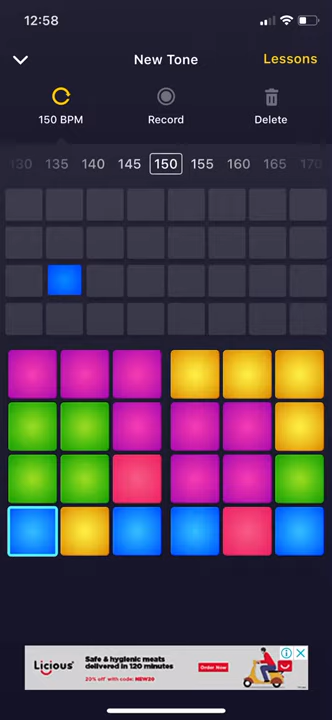 12:58
New Tone
Lessons
150 BPM
Record
Delete
130 135 140 145 150 155 160 165 170
Licious
Safe & hygienic meats
delivered in 120 minutes
20% off* with code: NEW20
Order Now